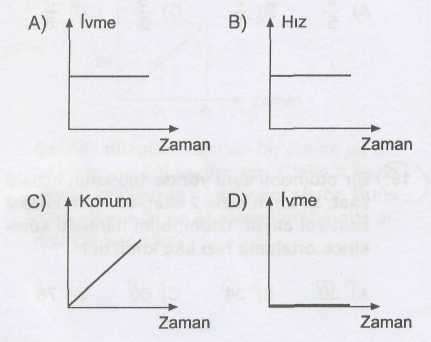 A) İvme
Zaman
B) Hız
Zaman
C) Konum
Zaman
D) İvme
Zaman